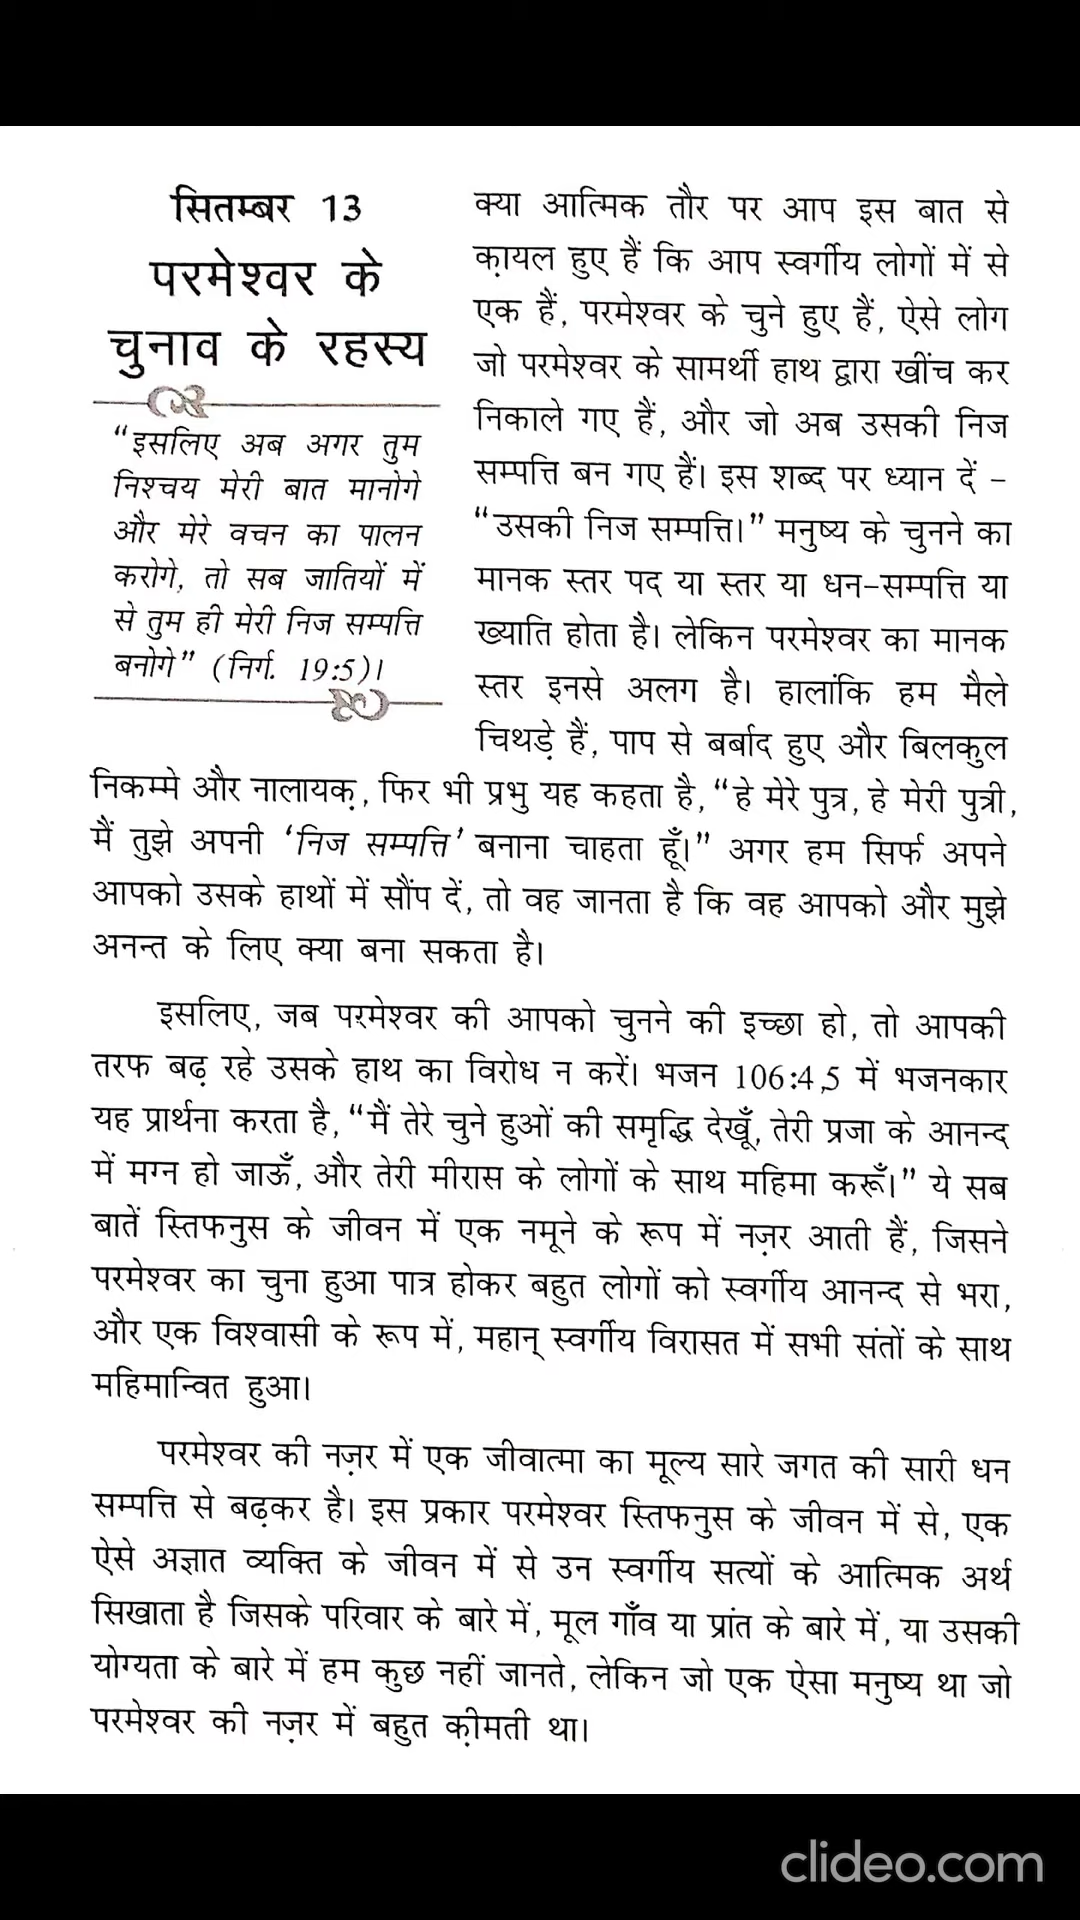 सितम्बर 13
परमेश्वर के
चुनाव के रहस्य
“इसलिए अब अगर तुम
निश्चय मेरी बात मानोगे
और मेरे वचन का पालन
करोगे, तो सब जातियों में
से तुम ही मेरी निज सम्पत्ति
बनोगे” (निर्ग. 19:5)।
क्या आत्मिक तौर पर आप इस बात से
क़ायल हुए हैं कि आप स्वर्गीय लोगों में से
एक हैं, परमेश्वर के चुने हुए हैं, ऐसे लोग
जो परमेश्वर के सामर्थी हाथ द्वारा खींच कर
निकाले गए हैं, और जो अब उसकी निज
सम्पत्ति बन गए हैं। इस शब्द पर ध्यान दें –
“उसकी निज सम्पत्ति।” मनुष्य के चुनने का
मानक स्तर पद या स्तर या धन-सम्पत्ति या
ख्याति होता है। लेकिन परमेश्वर का मानक
स्तर इनसे अलग है। हालांकि हम मैले
चिथड़े हैं, पाप से बर्बाद हुए और बिलकुल
निकम्मे और नालायक़, फिर भी प्रभु यह कहता है, “हे मेरे पुत्र, हे मेरी पुत्री,
मैं तुझे अपनी ‘निज सम्पत्ति’ बनाना चाहता हूँ।” अगर हम सिर्फ अपने
आपको उसके हाथों में सौंप दें, तो वह जानता है कि वह आपको और मुझे
अनन्त के लिए क्या बना सकता है।
इसलिए, जब परमेश्वर की आपको चुनने की इच्छा हो, तो आपकी
तरफ बढ़ रहे उसके हाथ का विरोध न करें। भजन 106:4,5 में भजनकार
यह प्रार्थना करता है, “मैं तेरे चुने हुओं की समृद्धि देखूँ, तेरी प्रजा के आनन्द
में मग्न हो जाऊँ, और तेरी मीरास के लोगों के साथ महिमा करूँ।” ये सब
बातें स्तिफनुस के जीवन में एक नमूने के रूप में नज़र आती हैं, जिसने
परमेश्वर का चुना हुआ पात्र होकर बहुत लोगों को स्वर्गीय आनन्द से भरा,
और एक विश्वासी के रूप में, महान् स्वर्गीय विरासत में सभी संतों के साथ
महिमान्वित हुआ।
परमेश्वर की नज़र में एक जीवात्मा का मूल्य सारे जगत की सारी धन
सम्पत्ति से बढ़कर है। इस प्रकार परमेश्वर स्तिफनुस के जीवन में से, एक
ऐसे अज्ञात व्यक्ति के जीवन में से उन स्वर्गीय सत्यों के आत्मिक अर्थ
सिखाता है जिसके परिवार के बारे में, मूल गाँव या प्रांत के बारे में, या उसकी
योग्यता के बारे में हम कुछ नहीं जानते, लेकिन जो एक ऐसा मनुष्य था जो
परमेश्वर की नज़र में बहुत क़ीमती था।
clideo.com